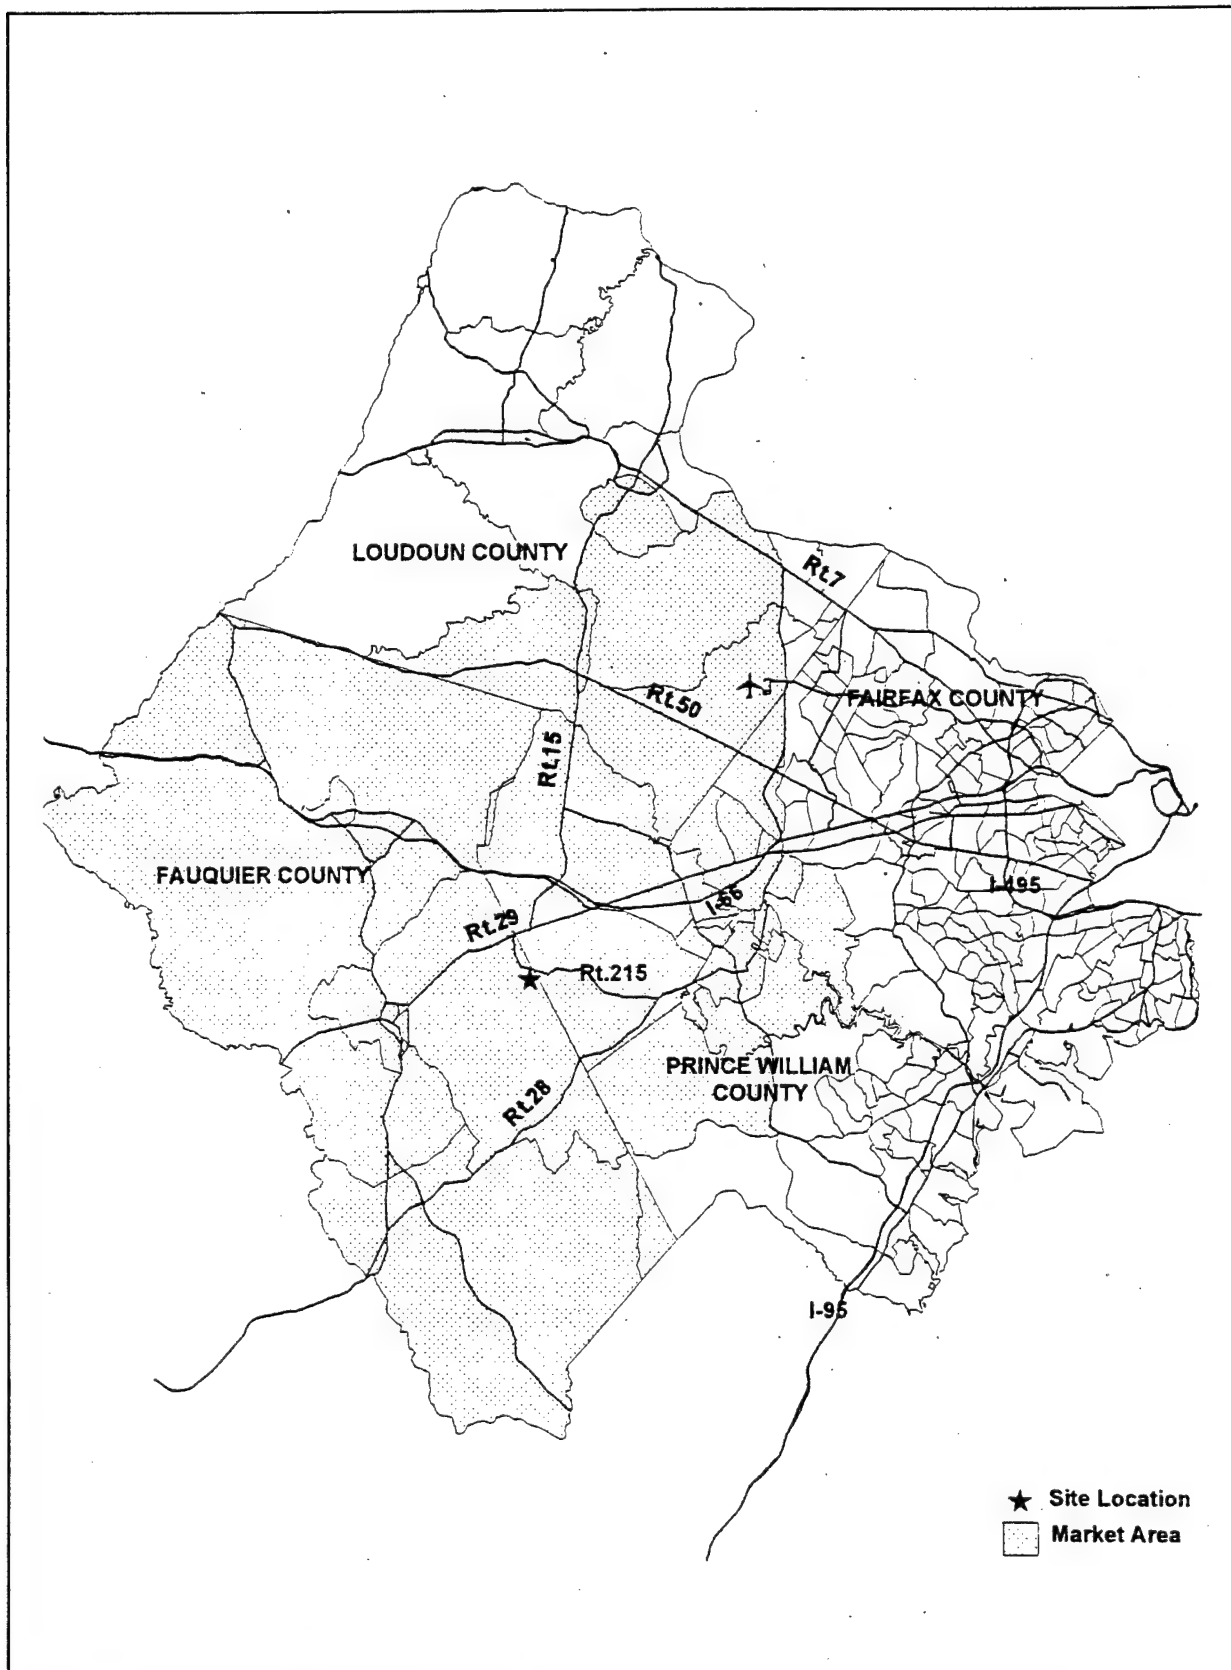 LOUDOUN COUNTY
Rt.7
Rt.50
FAIRFAX COUNTY
Rt.15
FAUQUIER COUNTY
I-495
I-66
Rt.29
Rt.215
PRINCE WILLIAM
COUNTY
Rt.28
I-95
Site Location
Market Area